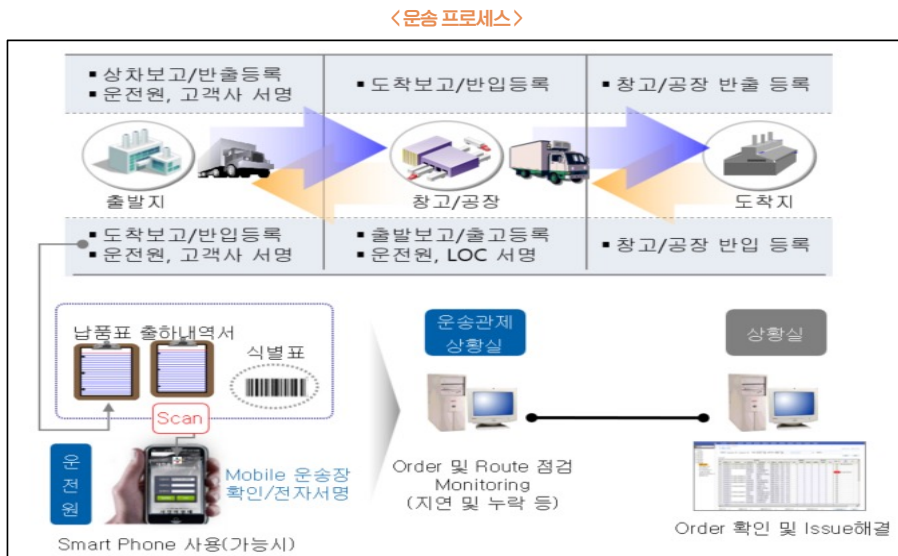 <운송 프로세스>
▪ 상차보고/반출등록
▪ 운전원, 고객사 서명
▪ 도착보고/반입등록
▪ 창고/공장 반출 등록
출발지
창고/공장
도착지
▪ 도착보고/반입등록
▪ 운전원, 고객사 서명
▪ 출발보고/출고등록
▪ 운전원, LOC 서명
▪ 창고/공장 반입 등록
납품표 출하내역서
식별표
Scan
운
전
원
Mobile 운송장
확인/전자서명
Smart Phone 사용(가능시)
운송관제
상황실
Order 및 Route 점검
Monitoring
(지연 및 누락 등)
상황실
Order 확인 및 Issue해결